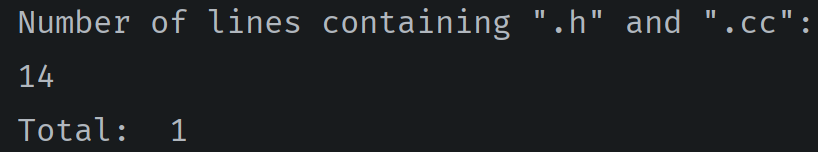 Number of lines containing ".h" and ".cc":
14
Total:  1